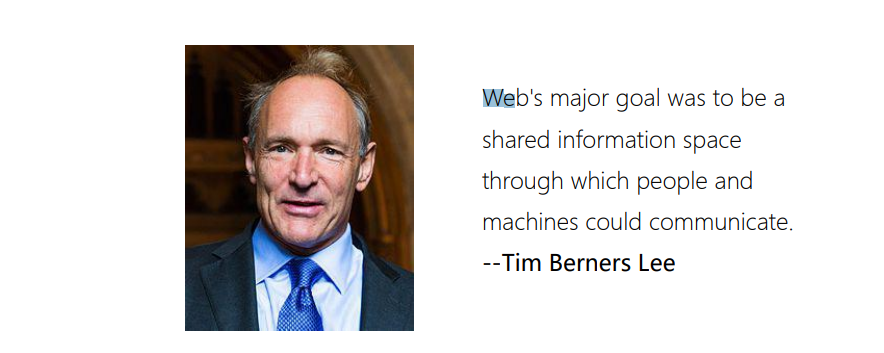 Web's major goal was to be a
shared information space
through which people and
machines could communicate.
--Tim Berners Lee